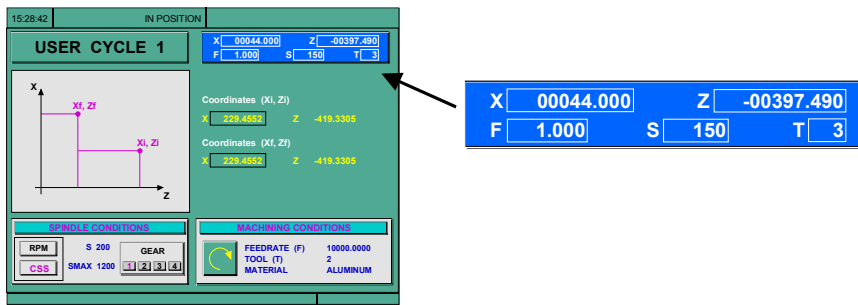 15:28:42 IN POSITION
USER CYCLE 1
X 00044.000 Z -00397.490
F 1.000 S 150 T 3
X
Xf, Zf
Xi, Zi
Z
Coordinates (Xi, Zi)
X 229.4552 Z -419.3305
Coordinates (Xf, Zf)
X 229.4552 Z -419.3305
SPINDLE CONDITIONS
RPM S 200 GEAR
CSS SMAX 1200 1 2 3 4
MACHINING CONDITIONS
FEEDRATE (F) 10000.0000
TOOL (T) 2
MATERIAL ALUMINUM
X 00044.000 Z -00397.490
F 1.000 S 150 T 3